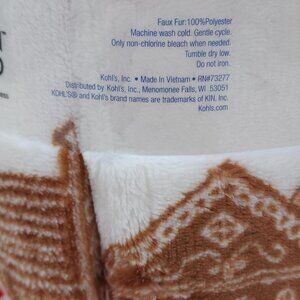 Faux Fur:100%Polyester
Machine wash cold. Gentle cycle.
Only non-chlorine bleach when needed.
Tumble dry low.
Do not iron.
Kohl's, Inc. • Made in Vietnam • RN#73277
Distributed by Kohl's, Inc., Menomonee Falls, WI 53051
KOHL'S® and Kohl's brand names are trademarks of KIN, Inc.
Kohls.com